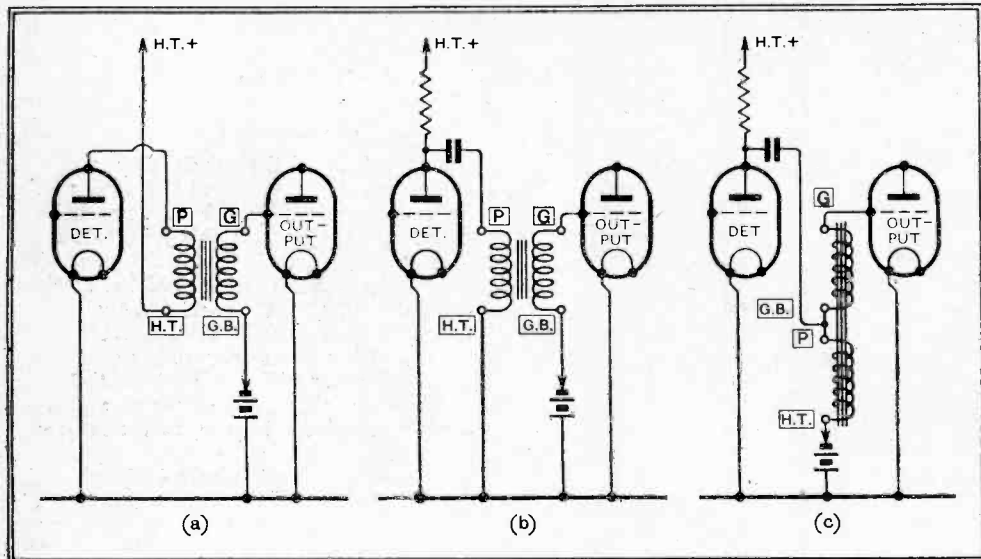 H.T.+
DET.
P
G
OUT-
PUT
H.T.
G.B.
(a)
H.T.+
DET.
P
G
OUT-
PUT
H.T.
G.B.
(b)
H.T.+
DET
G
OUT-
PUT
G.B.
P
H.T.
(c)